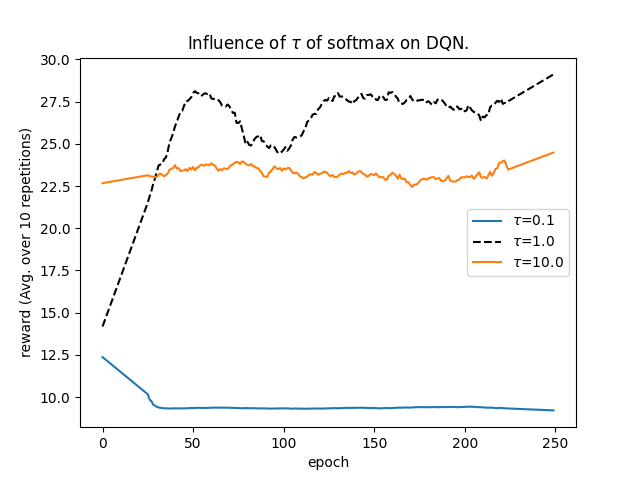 Influence of τ of softmax on DQN.
reward (Avg. over 10 repetitions)
30.0
27.5
25.0
22.5
20.0
17.5
15.0
12.5
10.0
τ=0.1
τ=1.0
τ=10.0
0 50 100 150 200 250
epoch